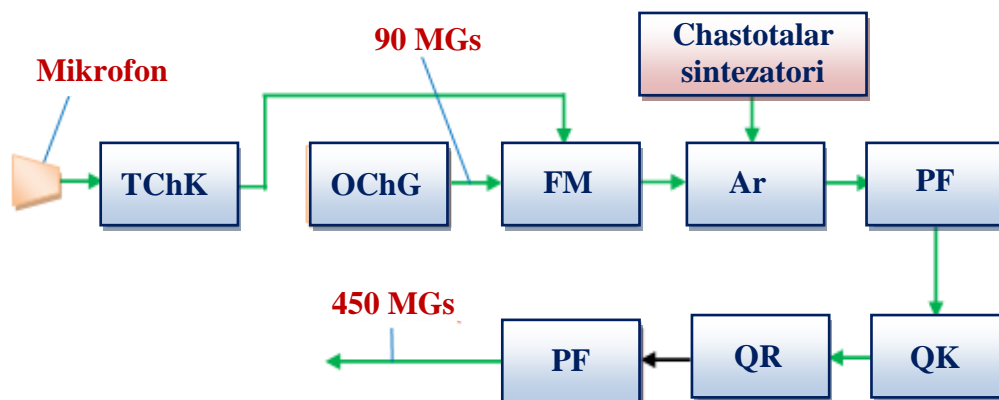 90 MGs
Chastotalar
sintezatori
Mikrofon
TChK
OChG
FM
Ar
PF
450 MGs
PF
QR
QK